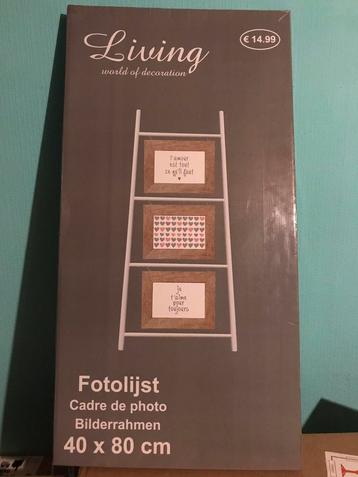 Living
world of decoration
€ 14.99
l'amour
est tout
ce qu'il faut
je
t'aime
pour
toujours
Fotolijst
Cadre de photo
Bilderrahmen
40 x 80 cm